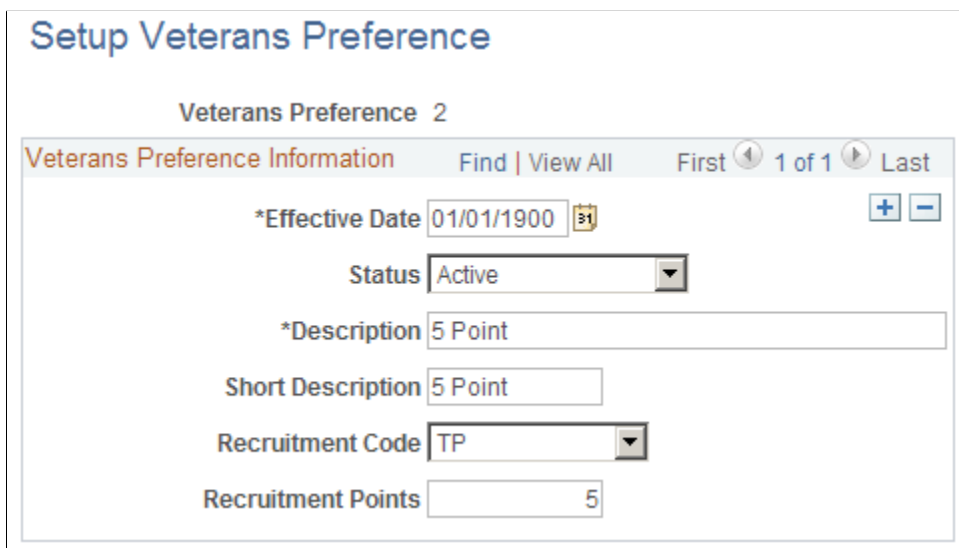 Setup Veterans Preference
Veterans Preference 2
Veterans Preference Information Find | View All First 1 of 1 Last
*Effective Date 01/01/1900 31
Status Active
*Description 5 Point
Short Description 5 Point
Recruitment Code TP
Recruitment Points 5